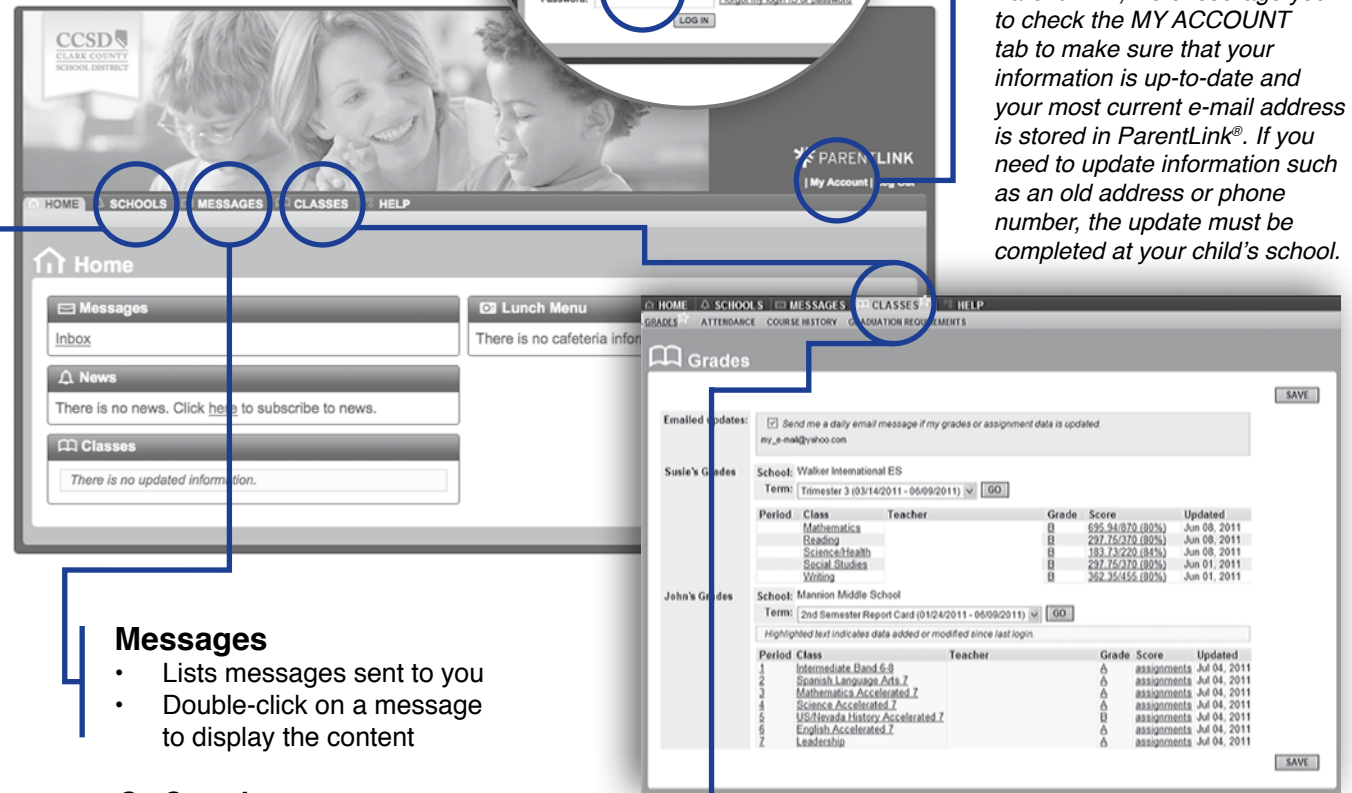 I forgot my login ID or password
LOG IN
to check the MY ACCOUNT
tab to make sure that your
information is up-to-date and
your most current e-mail address
is stored in ParentLink®. If you
need to update information such
as an old address or phone
number, the update must be
completed at your child's school.
CCSD
CLARK COUNTY
SCHOOL DISTRICT
PARENTLINK
| My Account | Log Out
HOME SCHOOLS MESSAGES CLASSES HELP
Home
Messages
Inbox
News
There is no news. Click here to subscribe to news.
Classes
There is no updated information.
Lunch Menu
There is no cafeteria
HOME SCHOOLS MESSAGES CLASSES HELP
GRADES ATTENDANCE COURSE HISTORY GRADUATION REQUIREMENTS
Grades
SAVE
Emailed updates: Send me a daily email message if my grades or assignment data is updated.
my_e-mail@yahoo.com
Susie's Grades School: Walker International ES
Term: Trimester 3 (03/14/2011 - 06/09/2011) GO
Period Class Teacher Grade Score Updated
Mathematics B 695.94/870 (80%) Jun 08, 2011
Reading B 297.75/370 (80%) Jun 08, 2011
Science/Health B 183.73/220 (84%) Jun 08, 2011
Social Studies B 297.75/370 (80%) Jun 01, 2011
Writing B 362.35/455 (80%) Jun 01, 2011
John's Grades School: Mannion Middle School
Term: 2nd Semester Report Card (01/24/2011 - 06/09/2011) GO
Highlighted text indicates data added or modified since last login.
Period Class Teacher Grade Score Updated
1 Intermediate Band 6-8 A assignments Jul 04, 2011
2 Spanish Language Arts 7 A assignments Jul 04, 2011
3 Mathematics Accelerated 7 A assignments Jul 04, 2011
4 Science Accelerated 7 A assignments Jul 04, 2011
5 US/Nevada History Accelerated 7 B assignments Jul 04, 2011
6 English Accelerated 7 A assignments Jul 04, 2011
7 Leadership A assignments Jul 04, 2011
SAVE
Messages
• Lists messages sent to you
• Double-click on a message
to display the content